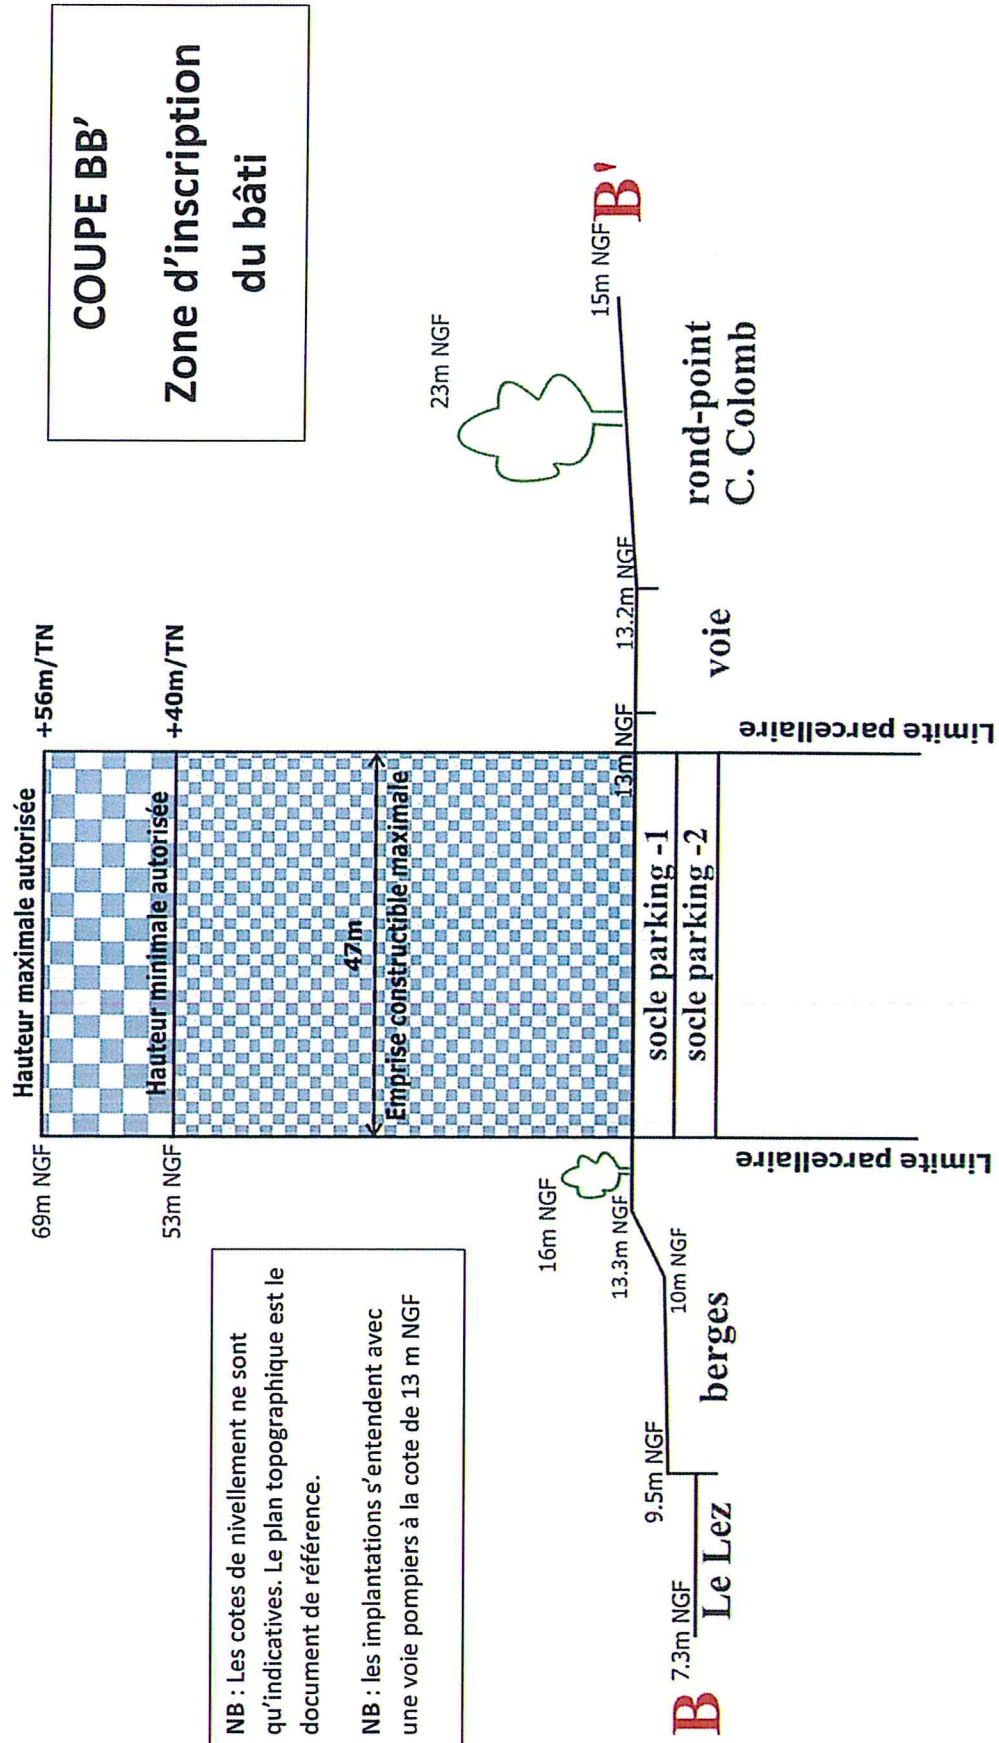 COUPE BB'
Zone d'inscription
du bâti
Hauteur maximale autorisée
69m NGF
+56m/TN
Hauteur minimale autorisée
53m NGF
+40m/TN
47m
Emprise constructible maximale
NB : Les cotes de nivellement ne sont
qu'indicatives. Le plan topographique est le
document de référence.
NB : les implantations s'entendent avec
une voie pompiers à la cote de 13 m NGF
B
7.3m NGF
Le Lez
9.5m NGF
berges
10m NGF
13.3m NGF
16m NGF
Limite parcellaire
socle parking -1
socle parking -2
13m NGF
Limite parcellaire
voie
13.2m NGF
23m NGF
rond-point
C. Colomb
15m NGF
B'